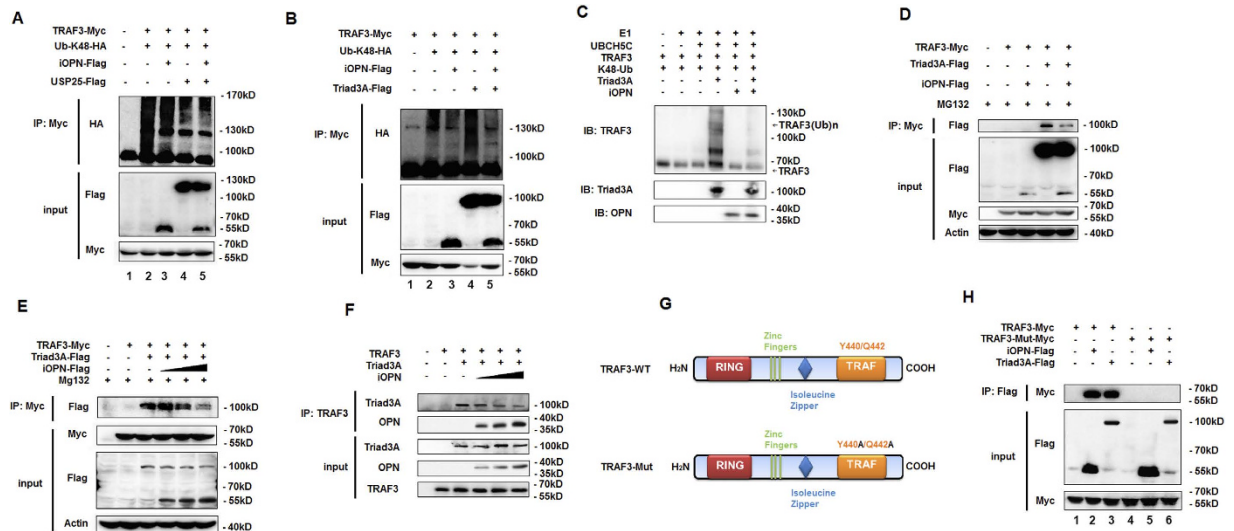 A
TRAF3-Myc - + + + +
Ub-K48-HA - + + + +
iOPN-Flag - - + - +
USP25-Flag - - - + +
IP: Myc HA
- 170kD
- 130kD
- 100kD
input Flag
- 130kD
- 100kD
- 70kD
- 55kD
Myc
- 70kD
- 55kD
1 2 3 4 5
B
TRAF3-Myc + + + + +
Ub-K48-HA - + + + +
iOPN-Flag - - + - +
Triad3A-Flag - - - + +
IP: Myc HA
- 130kD
- 100kD
input Flag
- 100kD
- 70kD
- 55kD
Myc
- 70kD
- 55kD
1 2 3 4 5
C
E1 - + + + + +
UBCH5C - - + + + +
TRAF3 + + + + + +
K48-Ub + + + + + +
Triad3A - - - + - +
iOPN - - - - + +
IB: TRAF3
- 130kD
←TRAF3(Ub)n
- 100kD
- 70kD
←TRAF3
IB: Triad3A - 100kD
IB: OPN
- 40kD
- 35kD
D
TRAF3-Myc - + + + +
Triad3A-Flag - - - + +
iOPN-Flag - - + - +
MG132 + + + + +
IP: Myc Flag - 100kD
input Flag
- 100kD
- 70kD
- 55kD
Myc
- 70kD
- 55kD
Actin - 40kD
E
TRAF3-Myc - + + + + +
Triad3A-Flag - - + + + +
iOPN-Flag - - -
Mg132 + + + + + +
IP: Myc Flag - 100kD
input Myc
- 70kD
- 55kD
Flag
- 100kD
- 70kD
- 55kD
Actin - 40kD
F
TRAF3 - + + + + +
Triad3A - - + + + +
iOPN - - -
IP: TRAF3 Triad3A - 100kD
OPN
- 40kD
- 35kD
input Triad3A - 100kD
OPN
- 40kD
- 35kD
TRAF3
- 70kD
- 55kD
G
Zinc
Fingers
Y440/Q442
TRAF3-WT H₂N RING TRAF COOH
Isoleucine
Zipper
Zinc
Fingers
Y440A/Q442A
TRAF3-Mut H₂N RING TRAF COOH
Isoleucine
Zipper
H
TRAF3-Myc + + + - - -
TRAF3-Mut-Myc - - - + + +
iOPN-Flag - + - - + -
Triad3A-Flag - - + - - +
IP: Flag Myc
- 70kD
- 55kD
input Flag
- 100kD
- 70kD
- 55kD
Myc
- 70kD
- 55kD
1 2 3 4 5 6